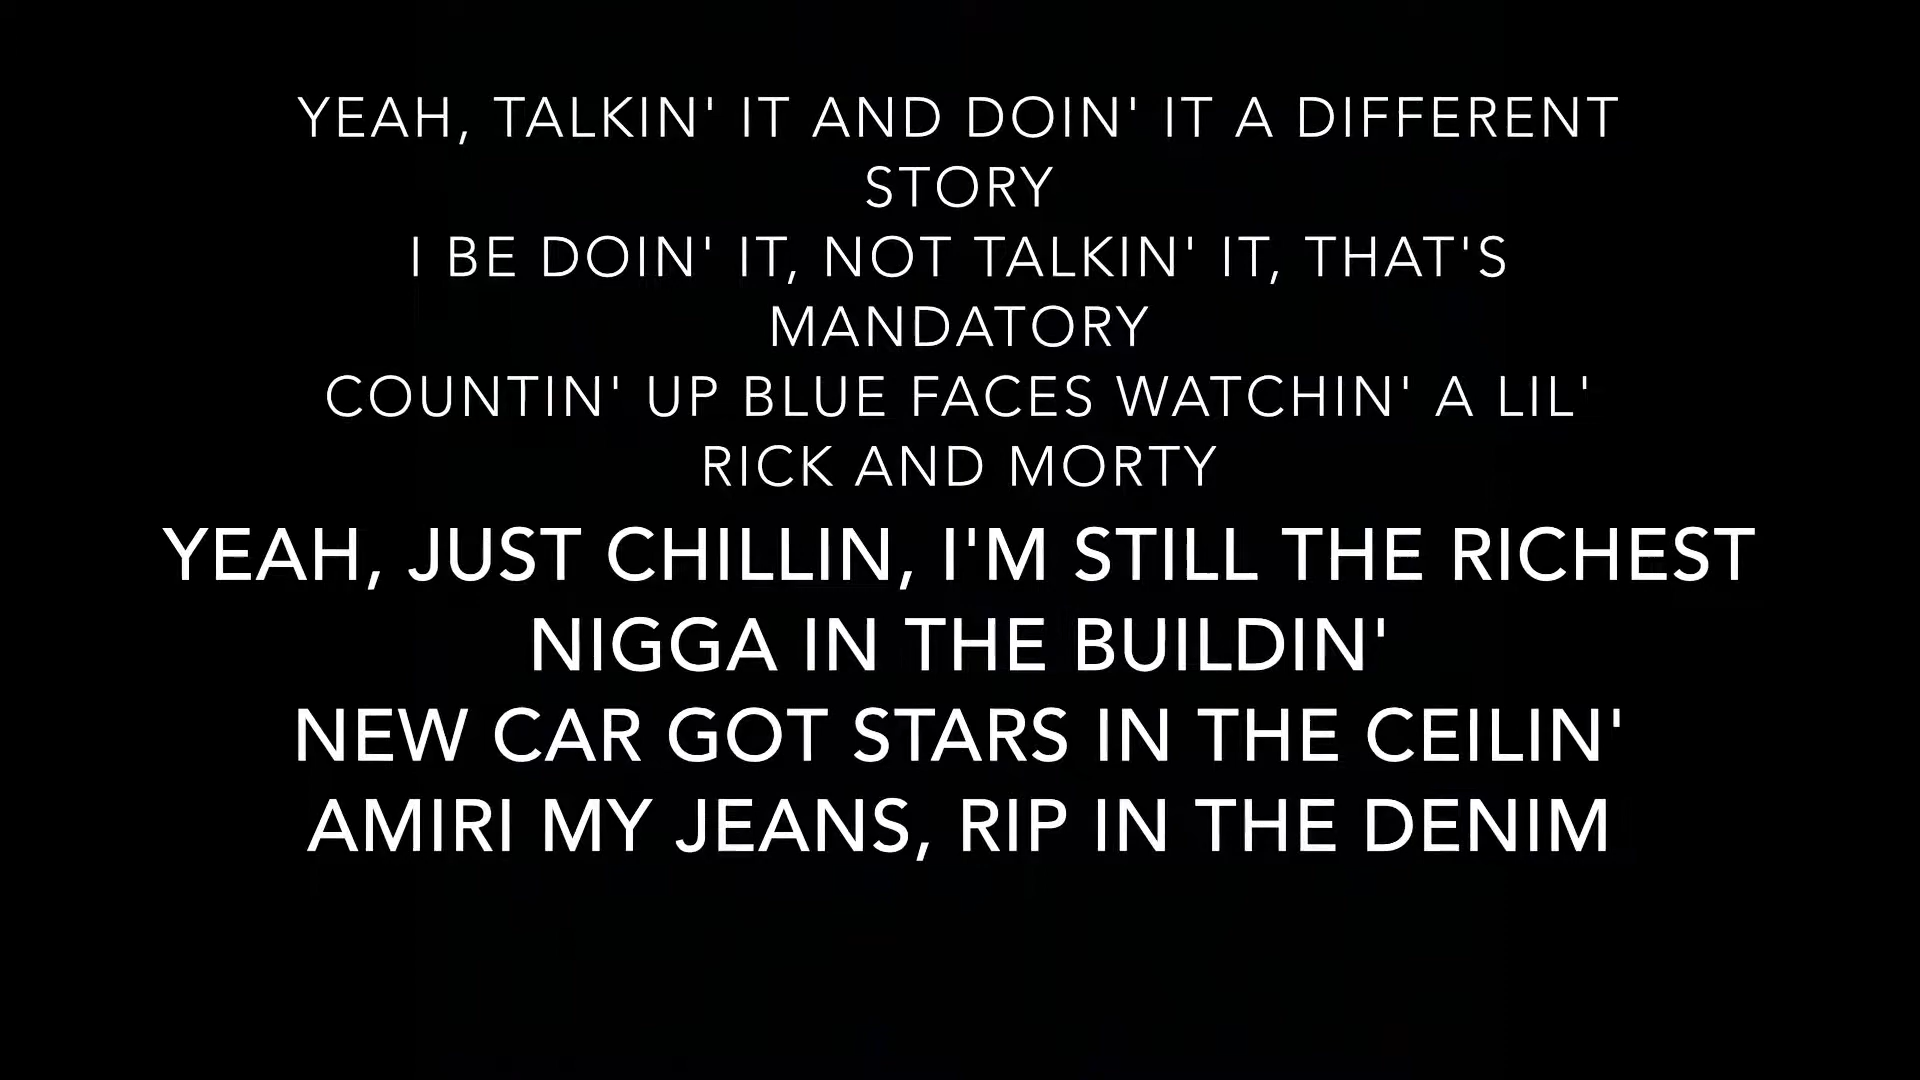 YEAH, TALKIN' IT AND DOIN' IT A DIFFERENT
STORY
I BE DOIN' IT, NOT TALKIN' IT, THAT'S
MANDATORY
COUNTIN' UP BLUE FACES WATCHIN' A LIL'
RICK AND MORTY
YEAH, JUST CHILLIN, I'M STILL THE RICHEST
NIGGA IN THE BUILDIN'
NEW CAR GOT STARS IN THE CEILIN'
AMIRI MY JEANS, RIP IN THE DENIM